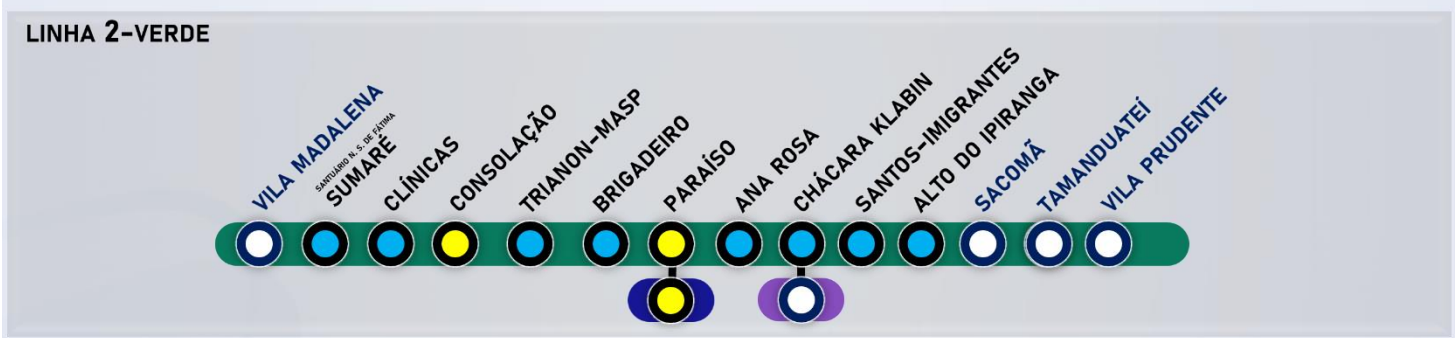 LINHA 2-VERDE
VILA MADALENA
SANTUÁRIO N. S. DE FÁTIMA
SUMARÉ
CLÍNICAS
CONSOLAÇÃO
TRIANON-MASP
BRIGADEIRO
PARAÍSO
ANA ROSA
CHÁCARA KLABIN
SANTOS-IMIGRANTES
ALTO DO IPIRANGA
SACOMÃ
TAMANDUATEÍ
VILA PRUDENTE